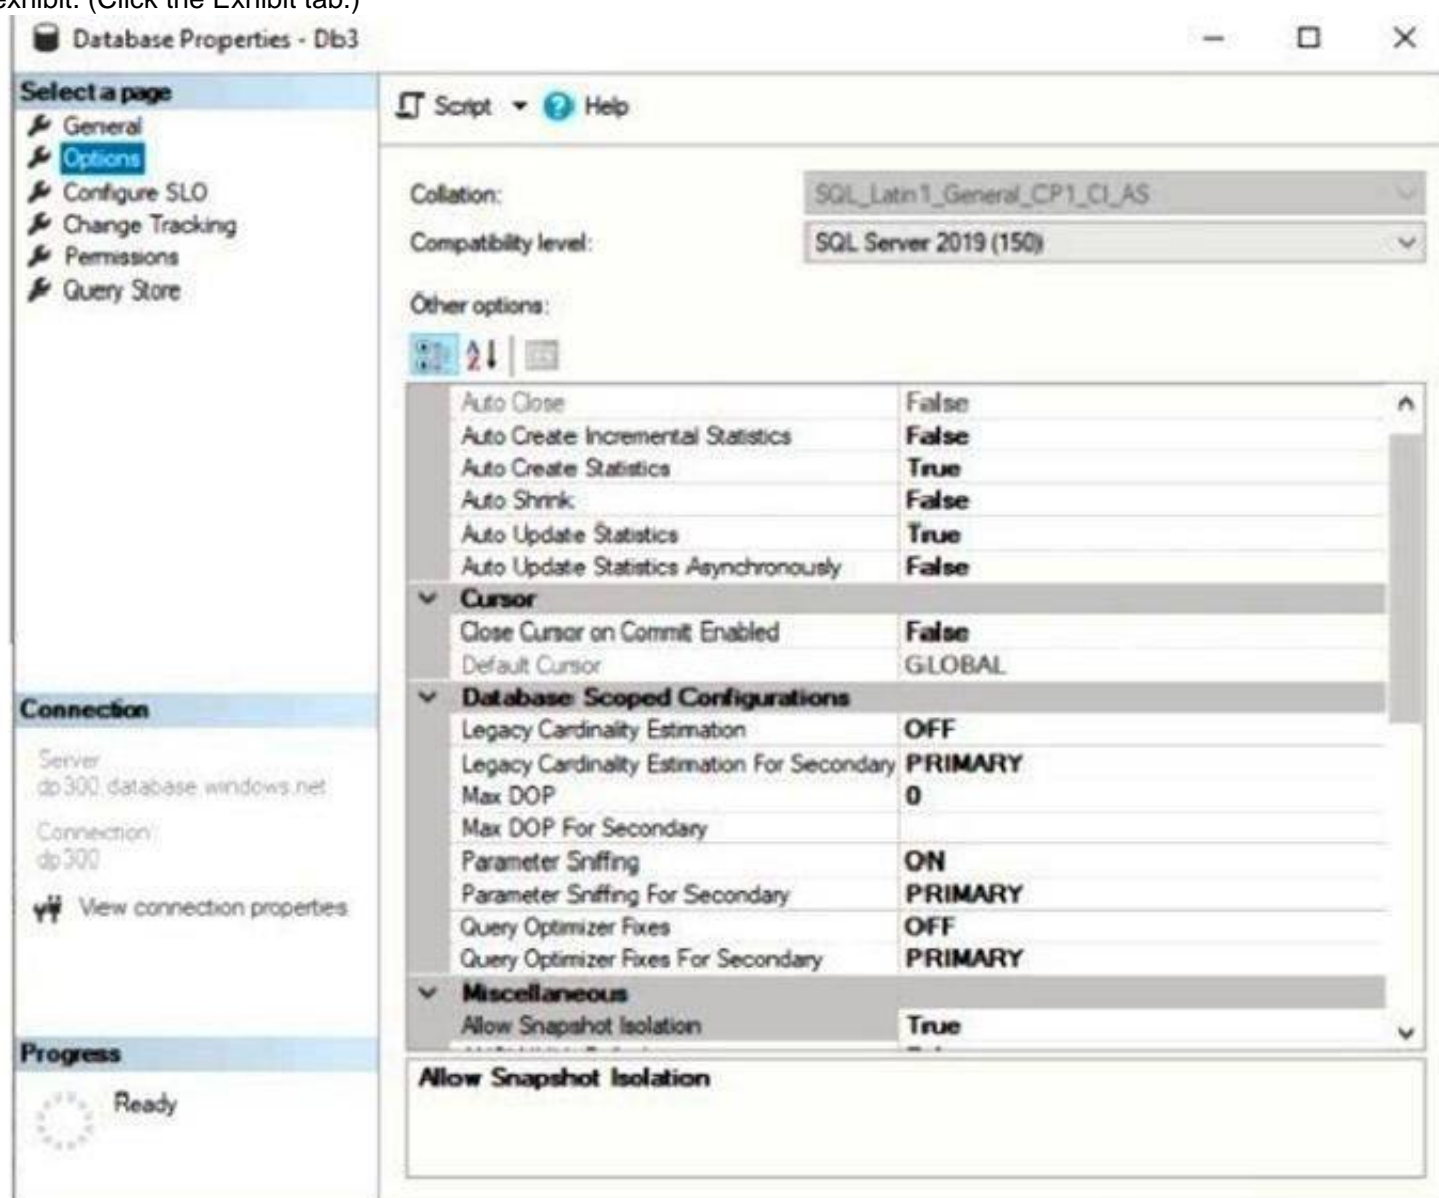 exhibit. (Click the Exhibit tab.)
Database Properties - Db3
Select a page
General
Options
Configure SLO
Change Tracking
Permissions
Query Store
Connection
Server
dp300.database.windows.net
Connection:
dp300
View connection properties
Progress
Ready
Script Help
Collation: SQL_Latin1_General_CP1_CI_AS
Compatibility level: SQL Server 2019 (150)
Other options:
Auto Close False
Auto Create Incremental Statistics False
Auto Create Statistics True
Auto Shrink False
Auto Update Statistics True
Auto Update Statistics Asynchronously False
Cursor
Close Cursor on Commit Enabled False
Default Cursor GLOBAL
Database Scoped Configurations
Legacy Cardinality Estimation OFF
Legacy Cardinality Estimation For Secondary PRIMARY
Max DOP 0
Max DOP For Secondary
Parameter Sniffing ON
Parameter Sniffing For Secondary PRIMARY
Query Optimizer Fixes OFF
Query Optimizer Fixes For Secondary PRIMARY
Miscellaneous
Allow Snapshot Isolation True
Allow Snapshot Isolation